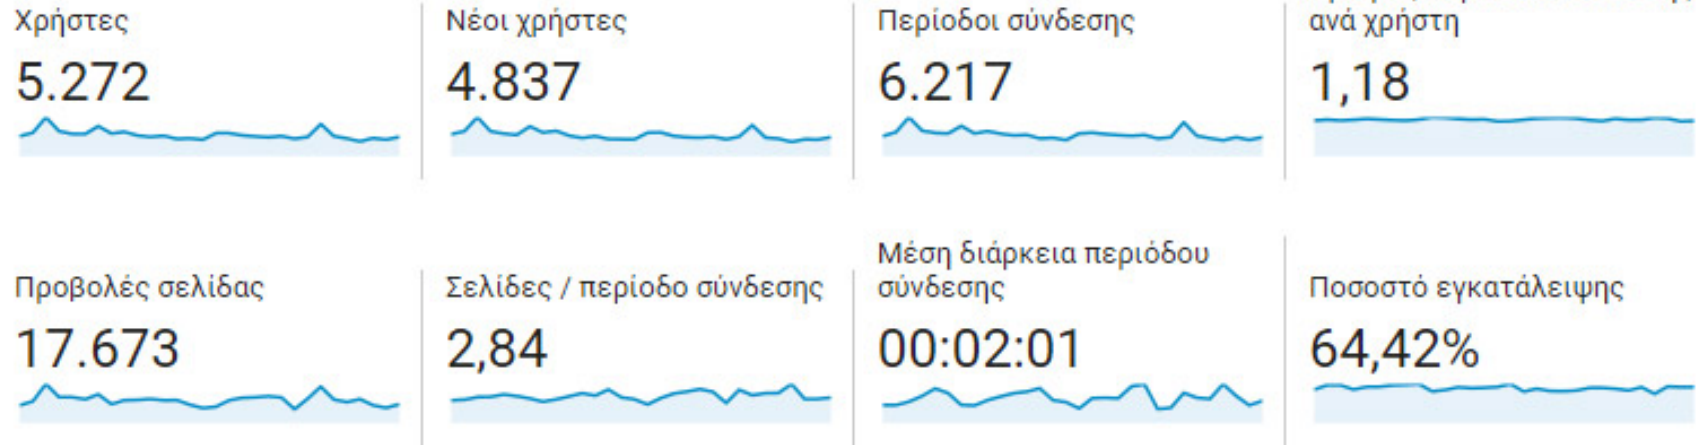 Χρήστες
5.272
Νέοι χρήστες
4.837
Περίοδοι σύνδεσης
6.217
ανά χρήστη
1,18
Προβολές σελίδας
17.673
Σελίδες / περίοδο σύνδεσης
2,84
Μέση διάρκεια περιόδου
σύνδεσης
00:02:01
Ποσοστό εγκατάλειψης
64,42%